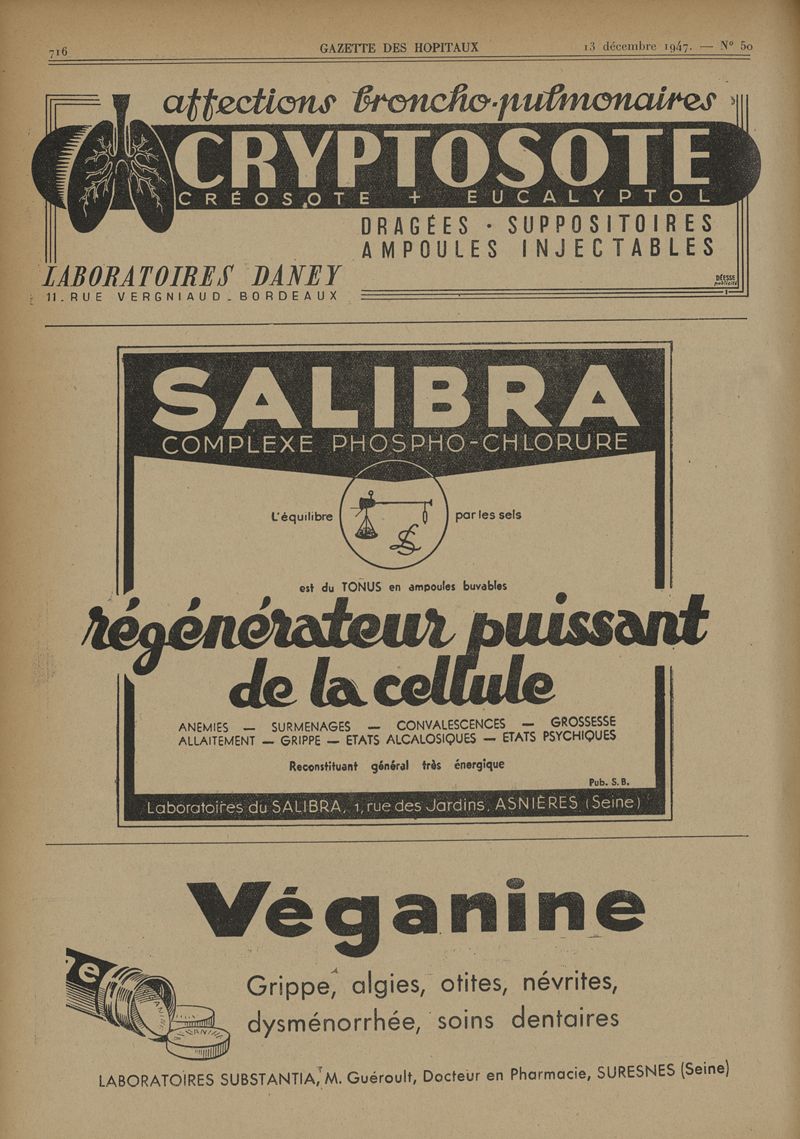 716 GAZETTE DES HOPITAUX 13 décembre 1947. — N° 50
affections broncho-pulmonaires
CRYPTOSOTE
CRÉOSOTE + EUCALYPTOL
DRAGÉES · SUPPOSITOIRES
AMPOULES INJECTABLES
LABORATOIRES DANEY
11. RUE VERGNIAUD - BORDEAUX
DÉESSE
publicité
SALIBRA
COMPLEXE PHOSPHO-CHLORURE
L'équilibre par les sels
est du TONUS en ampoules buvables
régénérateur puissant
de la cellule
ANEMIES — SURMENAGES — CONVALESCENCES — GROSSESSE
ALLAITEMENT — GRIPPE — ETATS ALCALOSIQUES — ETATS PSYCHIQUES
Reconstituant général très énergique
Pub. S. B.
Laboratoires du SALIBRA, 1, rue des Jardins, ASNIÈRES (Seine)
Véganine
Grippe, algies, otites, névrites,
dysménorrhée, soins dentaires
LABORATOIRES SUBSTANTIA, M. Guéroult, Docteur en Pharmacie, SURESNES (Seine)